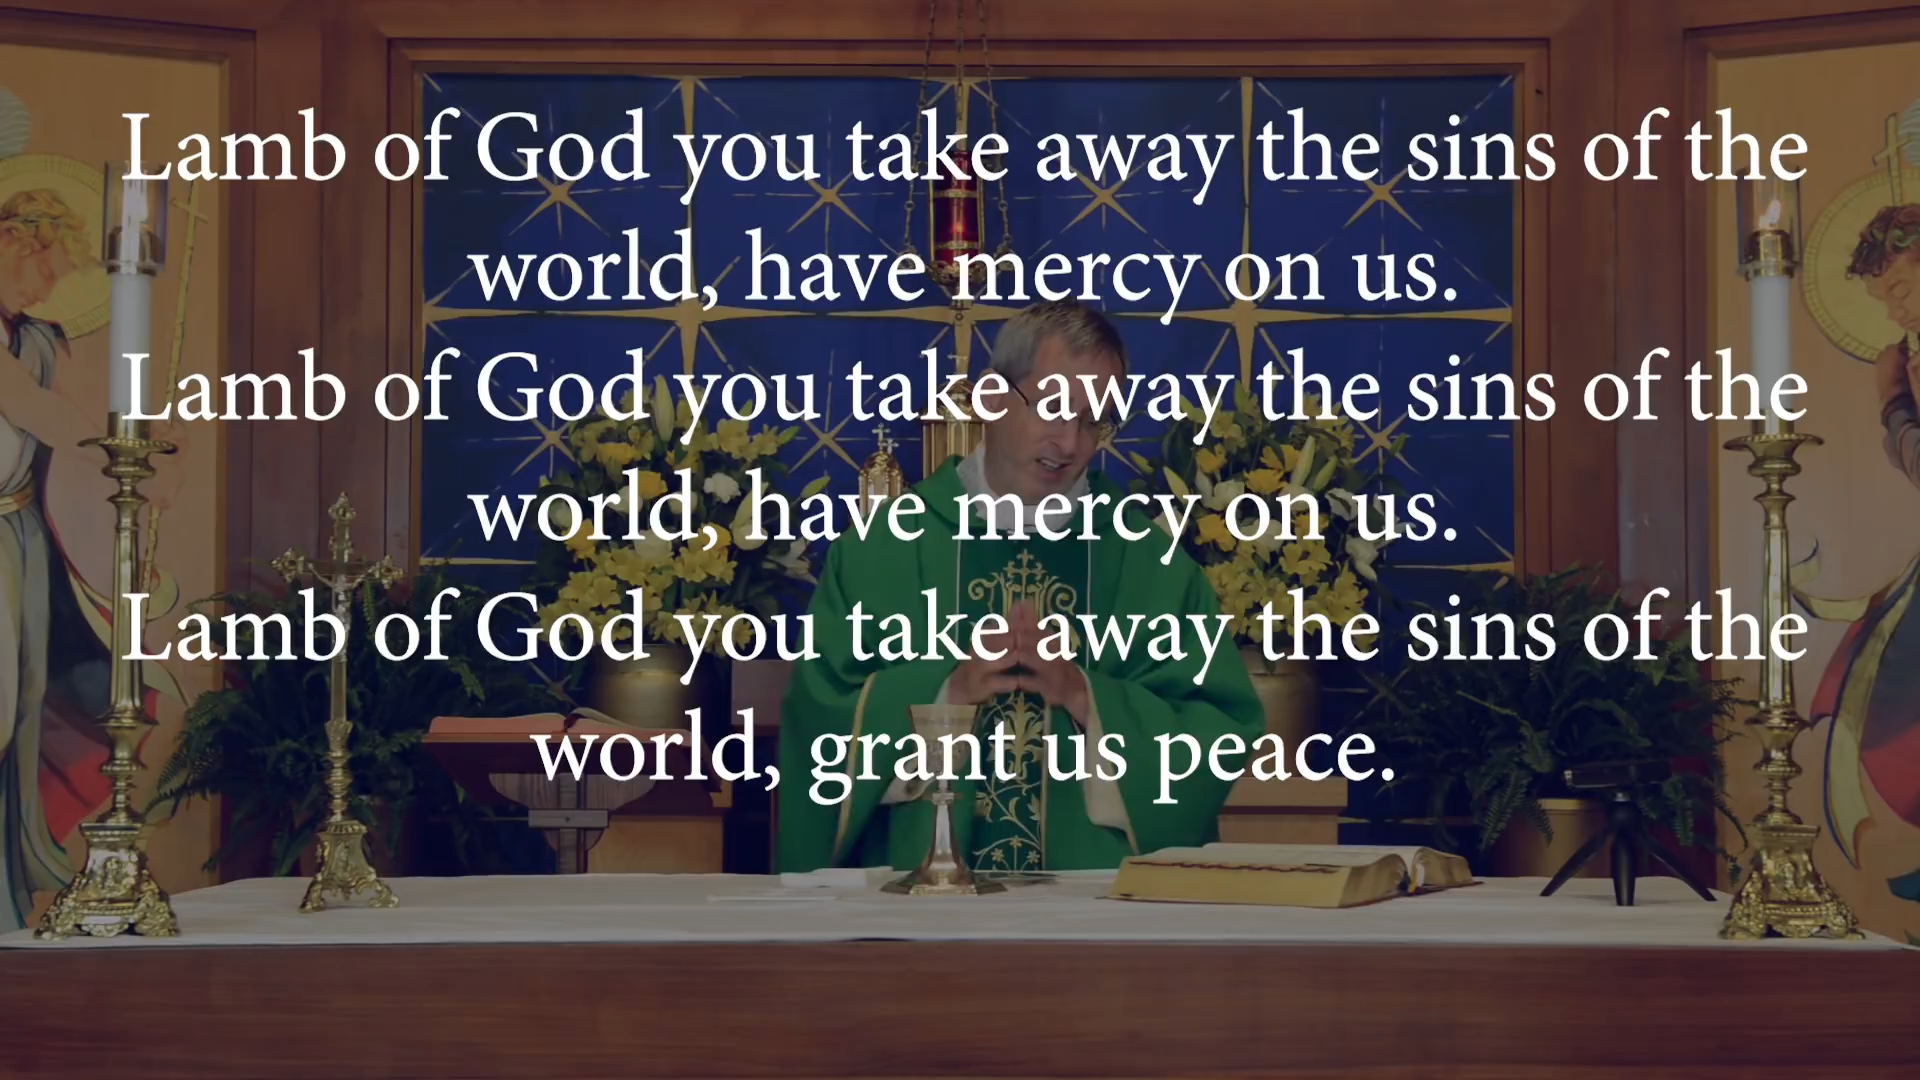 Lamb of God you take away the sins of the
world, have mercy on us.
Lamb of God you take away the sins of the
world, have mercy on us.
Lamb of God you take away the sins of the
world, grant us peace.